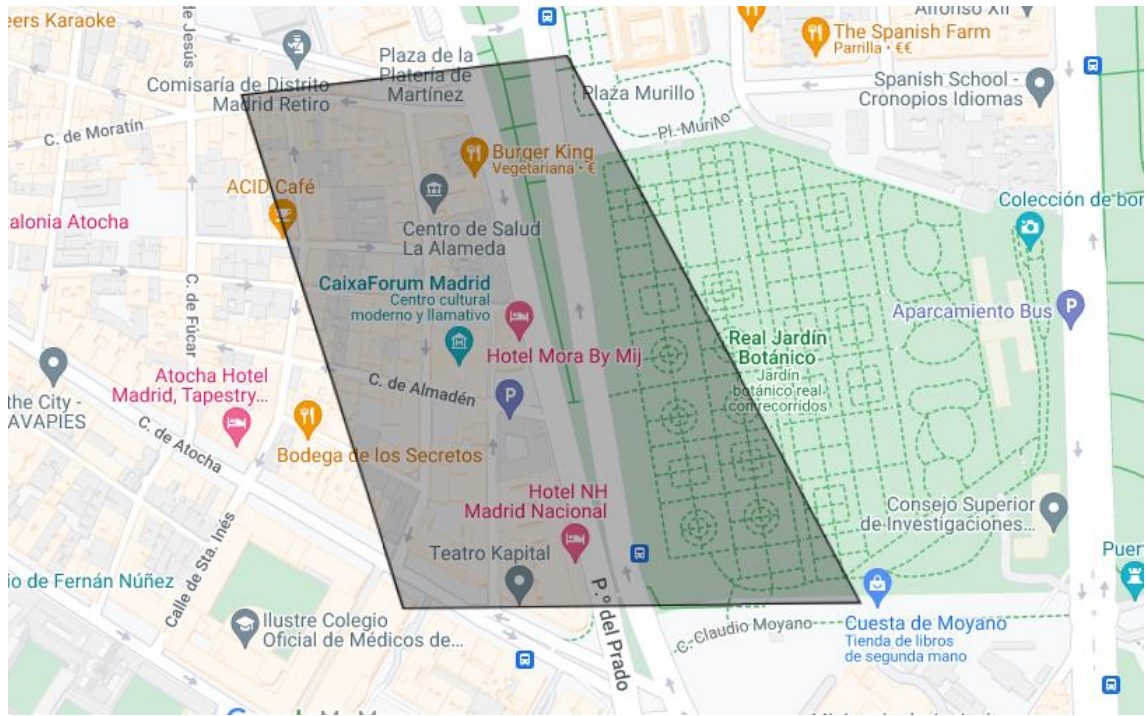 eers Karaoke
de Jesús
Plaza de la
Platería de
Martínez
Alfonso XII
The Spanish Farm
Parrilla • €€
Comisaría de Distrito
Madrid Retiro
Plaza Murillo
Spanish School -
Cronopios Idiomas
C. de Moratín
Pl. Murillo
Burger King
Vegetariana • €
ACID Café
Colección de bon
alonia Atocha
Centro de Salud
La Alameda
CaixaForum Madrid
Centro cultural
moderno y llamativo
C. de Fúcar
Aparcamiento Bus
P
Hotel Mora By Mij
Real Jardín
Botánico
Jardín
botánico real
con recorridos
Atocha Hotel
Madrid, Tapestry...
C. de Almadén
P
the City -
AVAPIÉS
C. de Atocha
Bodega de los Secretos
Hotel NH
Madrid Nacional
Consejo Superior
de Investigaciones...
Calle de Sta. Inés
Teatro Kapital
Puert
io de Fernán Núñez
P.º del Prado
Ilustre Colegio
Oficial de Médicos de...
C. Claudio Moyano
Cuesta de Moyano
Tienda de libros
de segunda mano